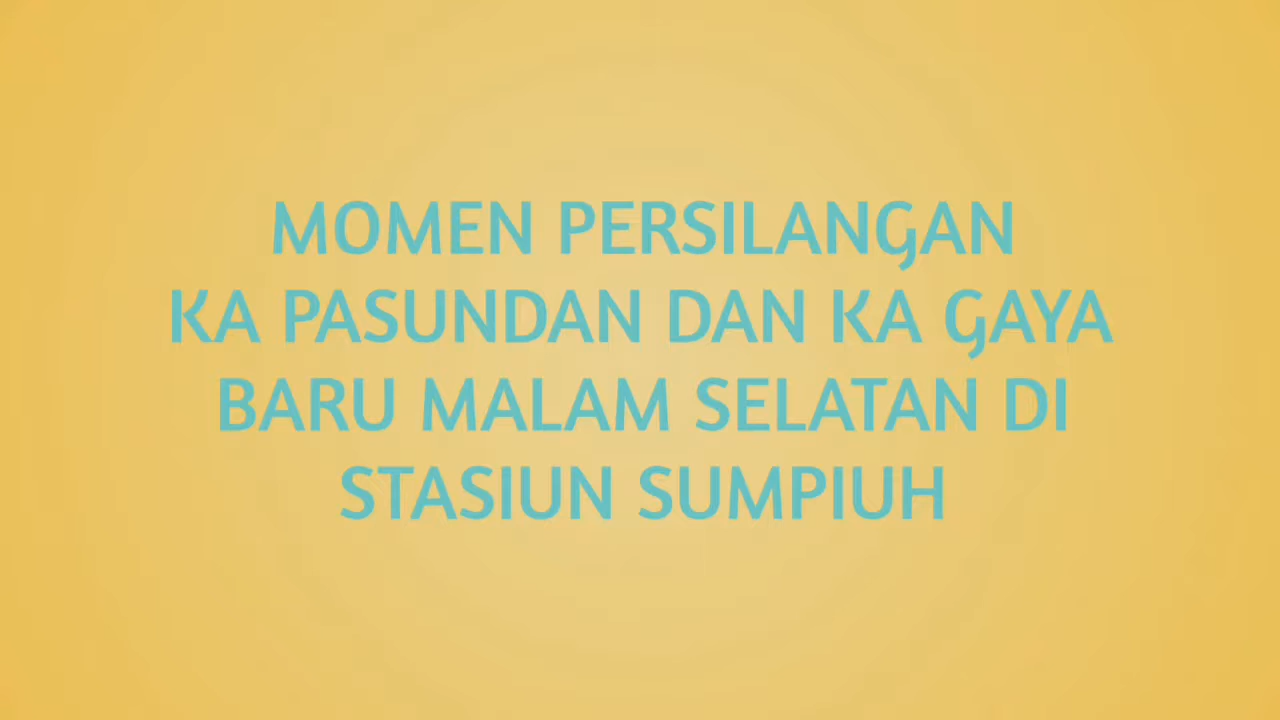 MOMEN PERSILANGAN
KA PASUNDAN DAN KA GAYA
BARU MALAM SELATAN DI
STASIUN SUMPIUH